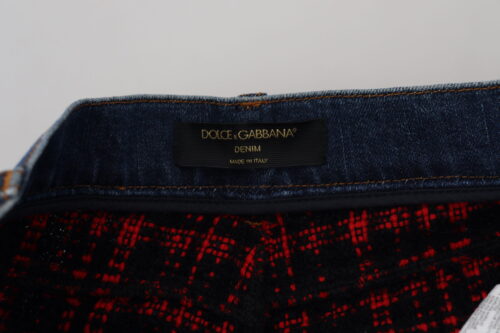 DOLCE & GABBANA
DENIM
MADE IN ITALY